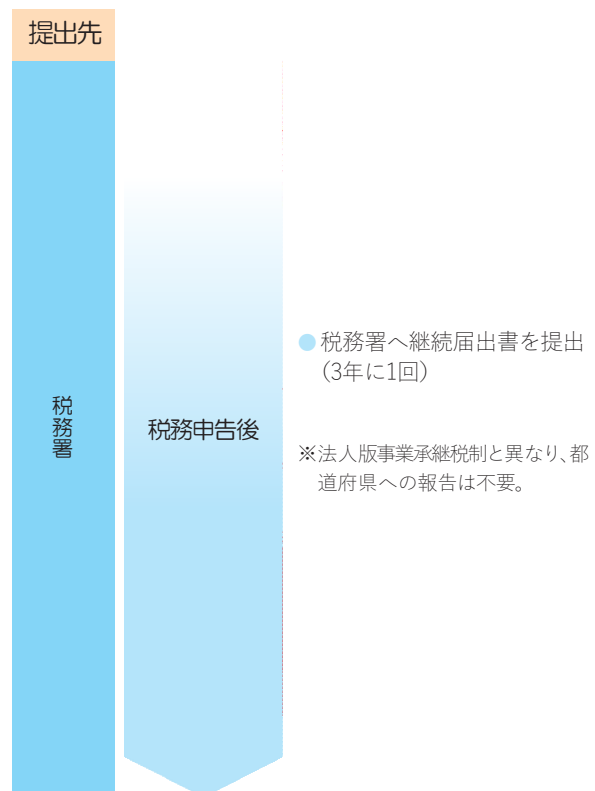 提出先
税務署
税務申告後
●税務署へ継続届出書を提出
（3年に1回）
※法人版事業承継税制と異なり、都
道府県への報告は不要。